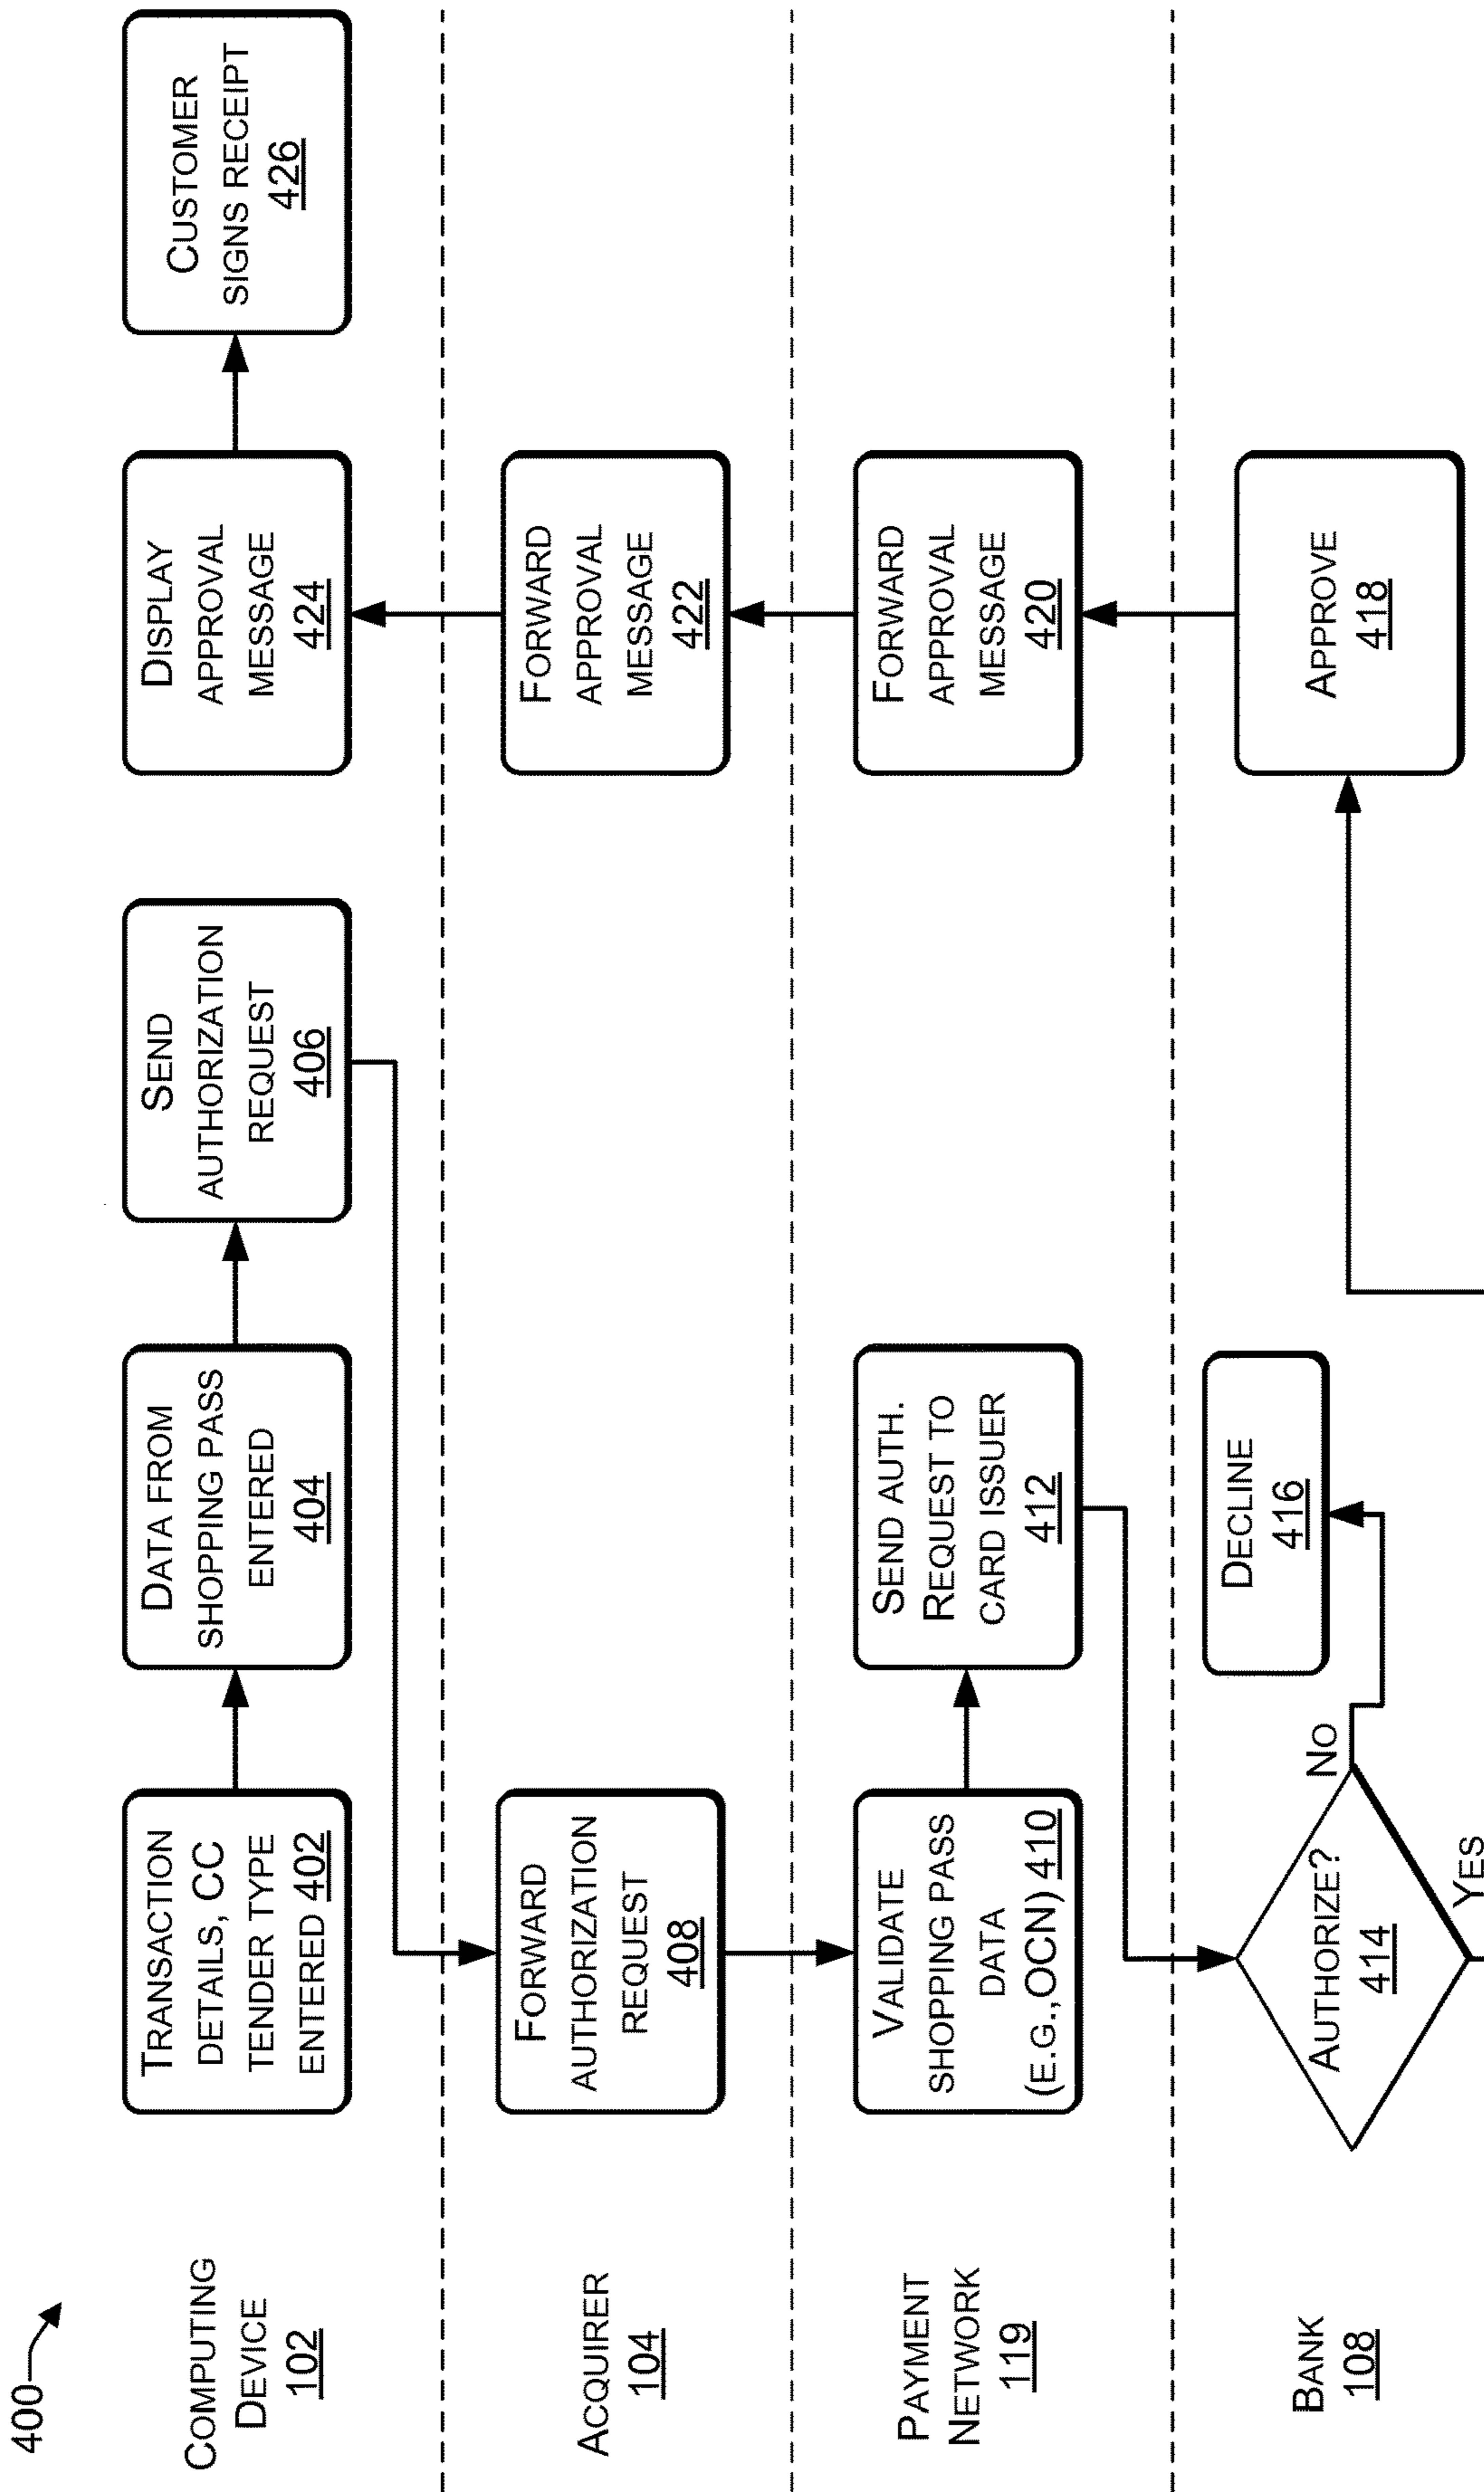 400
COMPUTING
DEVICE
102
TRANSACTION
DETAILS, CC
TENDER TYPE
ENTERED 402
DATA FROM
SHOPPING PASS
ENTERED
404
SEND
AUTHORIZATION
REQUEST
406
DISPLAY
APPROVAL
MESSAGE
424
CUSTOMER
SIGNS RECEIPT
426
ACQUIRER
104
FORWARD
AUTHORIZATION
REQUEST
408
FORWARD
APPROVAL
MESSAGE
422
PAYMENT
NETWORK
119
VALIDATE
SHOPPING PASS
DATA
(E.G.,OCN) 410
SEND AUTH.
REQUEST TO
CARD ISSUER
412
FORWARD
APPROVAL
MESSAGE
420
BANK
108
AUTHORIZE?
414
NO
YES
DECLINE
416
APPROVE
418